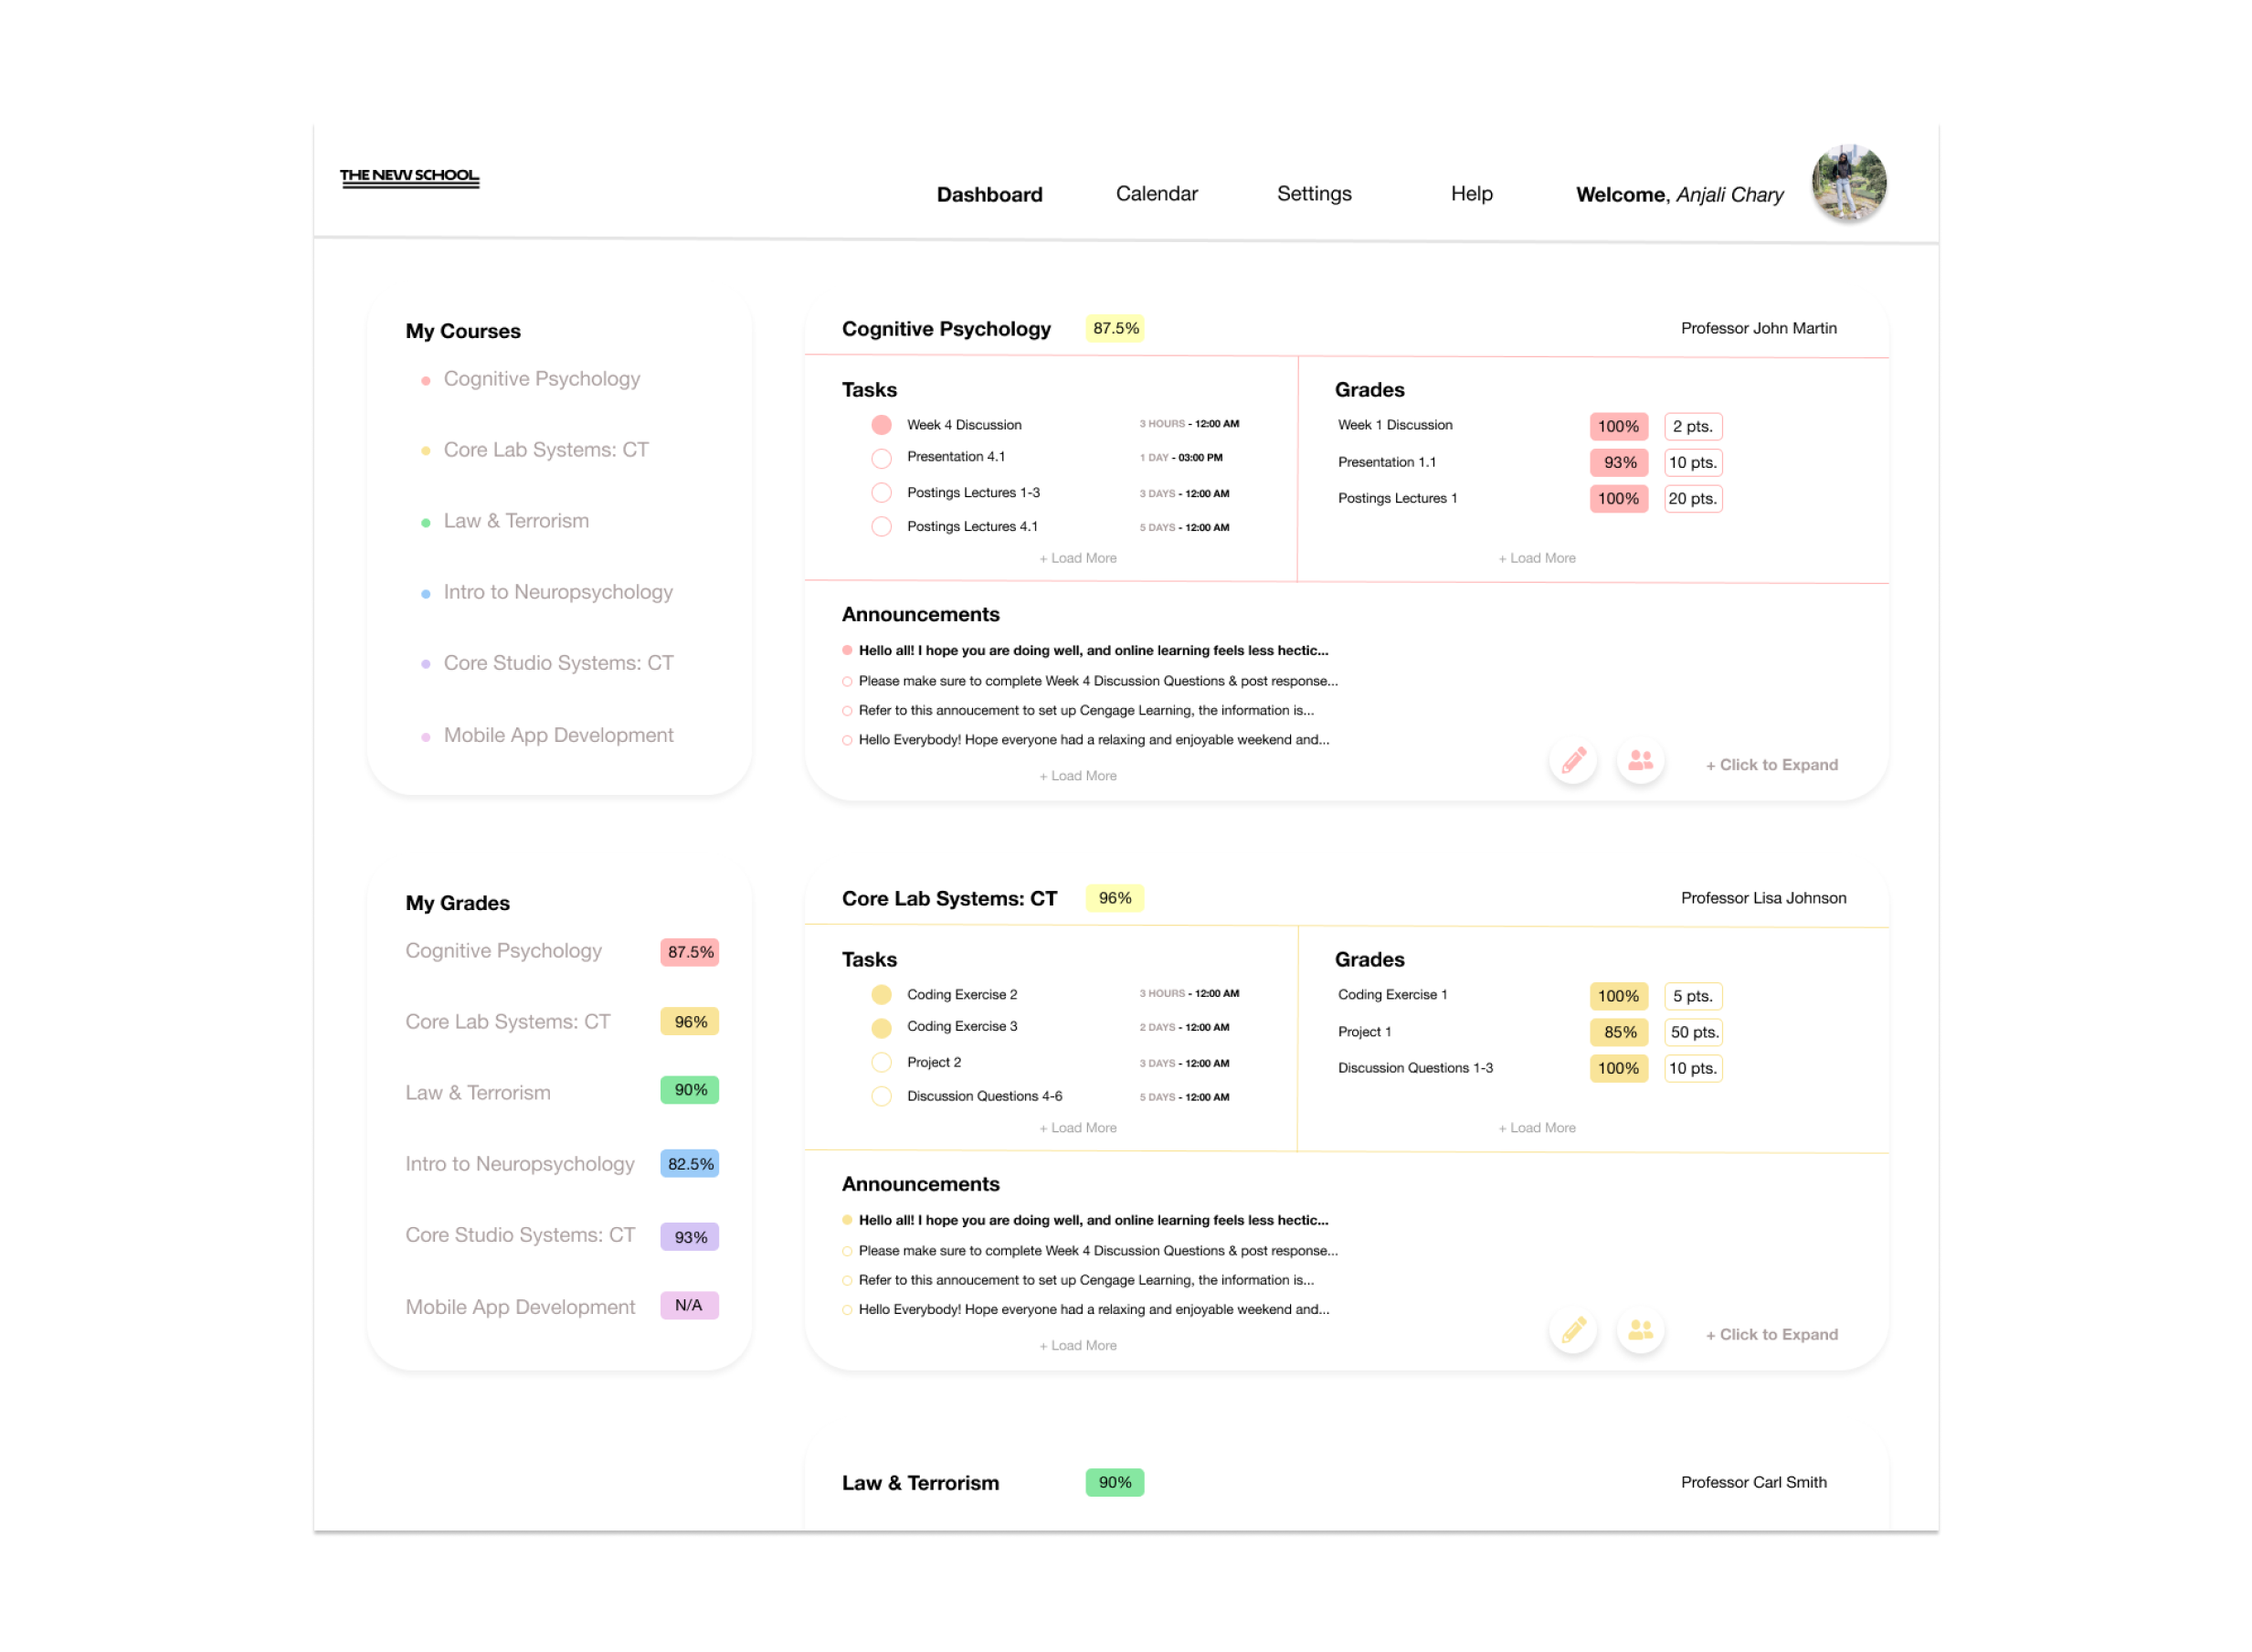 THE NEW SCHOOL
Dashboard Calendar Settings Help Welcome, Anjali Chary
My Courses
Cognitive Psychology
Core Lab Systems: CT
Law & Terrorism
Intro to Neuropsychology
Core Studio Systems: CT
Mobile App Development
Cognitive Psychology 87.5% Professor John Martin
Tasks
Week 4 Discussion 3 HOURS - 12:00 AM
Presentation 4.1 1 DAY - 03:00 PM
Postings Lectures 1-3 3 DAYS - 12:00 AM
Postings Lectures 4.1 5 DAYS - 12:00 AM
+ Load More
Grades
Week 1 Discussion 100% 2 pts.
Presentation 1.1 93% 10 pts.
Postings Lectures 1 100% 20 pts.
+ Load More
Announcements
Hello all! I hope you are doing well, and online learning feels less hectic...
Please make sure to complete Week 4 Discussion Questions & post response...
Refer to this annoucement to set up Cengage Learning, the information is...
Hello Everybody! Hope everyone had a relaxing and enjoyable weekend and...
+ Load More
+ Click to Expand
My Grades
Cognitive Psychology 87.5%
Core Lab Systems: CT 96%
Law & Terrorism 90%
Intro to Neuropsychology 82.5%
Core Studio Systems: CT 93%
Mobile App Development N/A
Core Lab Systems: CT 96% Professor Lisa Johnson
Tasks
Coding Exercise 2 3 HOURS - 12:00 AM
Coding Exercise 3 2 DAYS - 12:00 AM
Project 2 3 DAYS - 12:00 AM
Discussion Questions 4-6 5 DAYS - 12:00 AM
+ Load More
Grades
Coding Exercise 1 100% 5 pts.
Project 1 85% 50 pts.
Discussion Questions 1-3 100% 10 pts.
+ Load More
Announcements
Hello all! I hope you are doing well, and online learning feels less hectic...
Please make sure to complete Week 4 Discussion Questions & post response...
Refer to this annoucement to set up Cengage Learning, the information is...
Hello Everybody! Hope everyone had a relaxing and enjoyable weekend and...
+ Load More
+ Click to Expand
Law & Terrorism 90% Professor Carl Smith